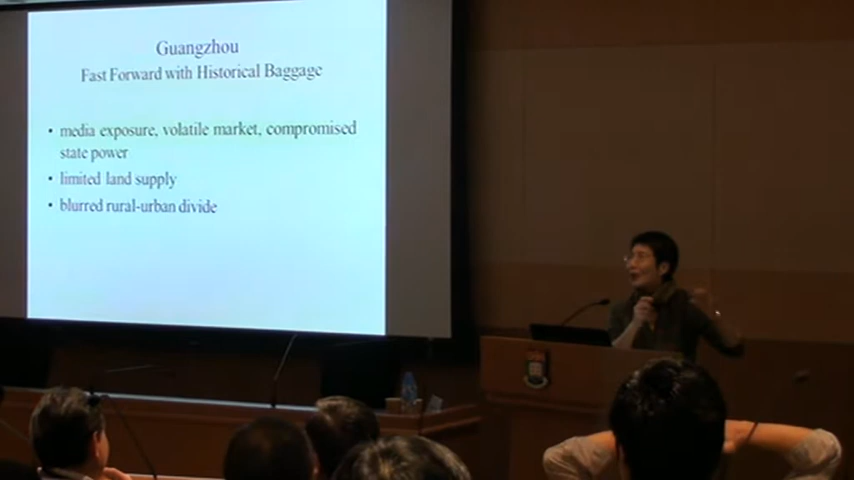 Guangzhou
Fast Forward with Historical Baggage
• media exposure, volatile market, compromised
state power
• limited land supply
• blurred rural-urban divide